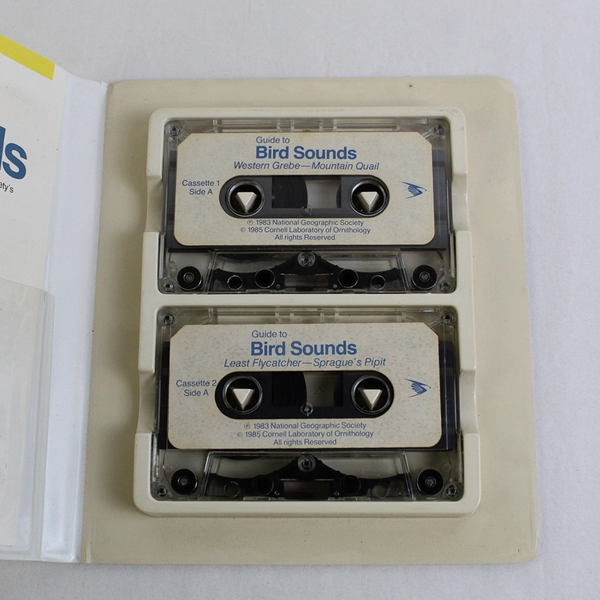 ds
ety's
Guide to
Bird Sounds
Western Grebe—Mountain Quail
Cassette 1
Side A
℗ 1983 National Geographic Society
© 1985 Cornell Laboratory of Ornithology
All rights Reserved
Guide to
Bird Sounds
Least Flycatcher—Sprague's Pipit
Cassette 2
Side A
℗ 1983 National Geographic Society
© 1985 Cornell Laboratory of Ornithology
All rights Reserved